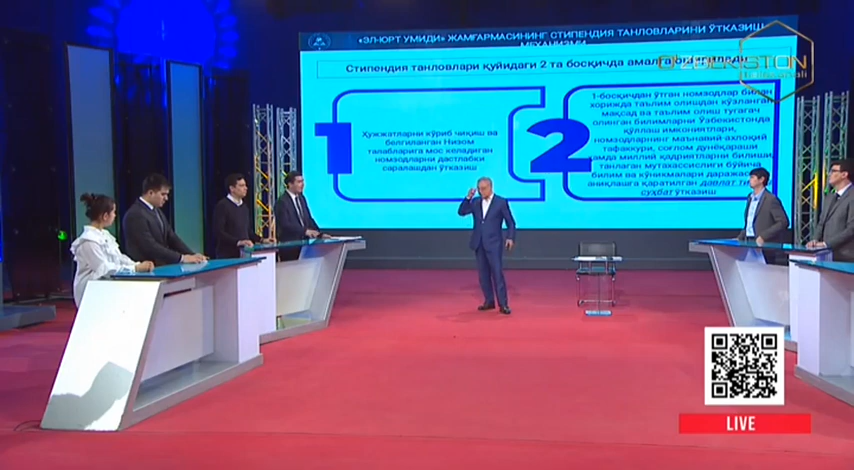 «ЭЛ-ЮРТ УМИДИ» ЖАМҒАРМАСИНИНГ СТИПЕНДИЯ ТАНЛОВЛАРИНИ ЎТКАЗИШ
МЕХАНИЗМИ
Стипендия танловлари қуйидаги 2 та босқичда амалга
1
Ҳужжатларни кўриб чиқиш ва
белгиланган Низом
талабларига мос келадиган
номзодларни дастлабки
саралашдан ўтказиш
2
1-босқичдан ўтган номзодлар билан
хорижда таълим олишдан кўзланган
мақсад ва таълим олиш тугагач
олинган билимларни Ўзбекистонда
қўллаш имкониятлари,
номзодларнинг маънавий-ахлоқий
тафаккури, соғлом дунёқараши
ҳамда миллий қадриятларни билиши,
танлаган мутахассислиги бўйича
билим ва кўникмалари даражасини
аниқлашга қаратилган давлат
суҳбат ўтказиш
O'ZBEKISTON
LIVE